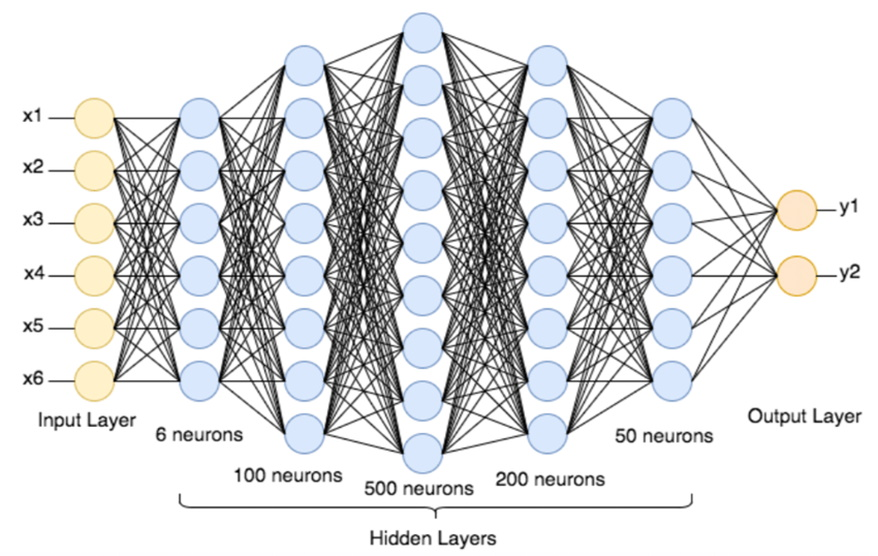 x1
x2
x3
x4
x5
x6
y1
y2
Input Layer
6 neurons
100 neurons
500 neurons
200 neurons
50 neurons
Output Layer
Hidden Layers